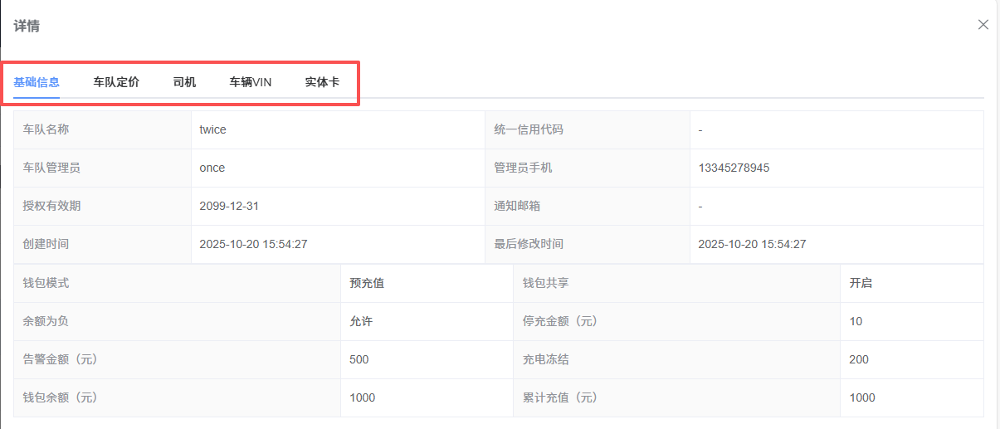 详情
基础信息 车队定价 司机 车辆VIN 实体卡
车队名称 twice 统一信用代码 -
车队管理员 once 管理员手机 13345278945
授权有效期 2099-12-31 通知邮箱 -
创建时间 2025-10-20 15:54:27 最后修改时间 2025-10-20 15:54:27
钱包模式 预充值 钱包共享 开启
余额为负 允许 停充金额（元） 10
告警金额（元） 500 充电冻结 200
钱包余额（元） 1000 累计充值（元） 1000